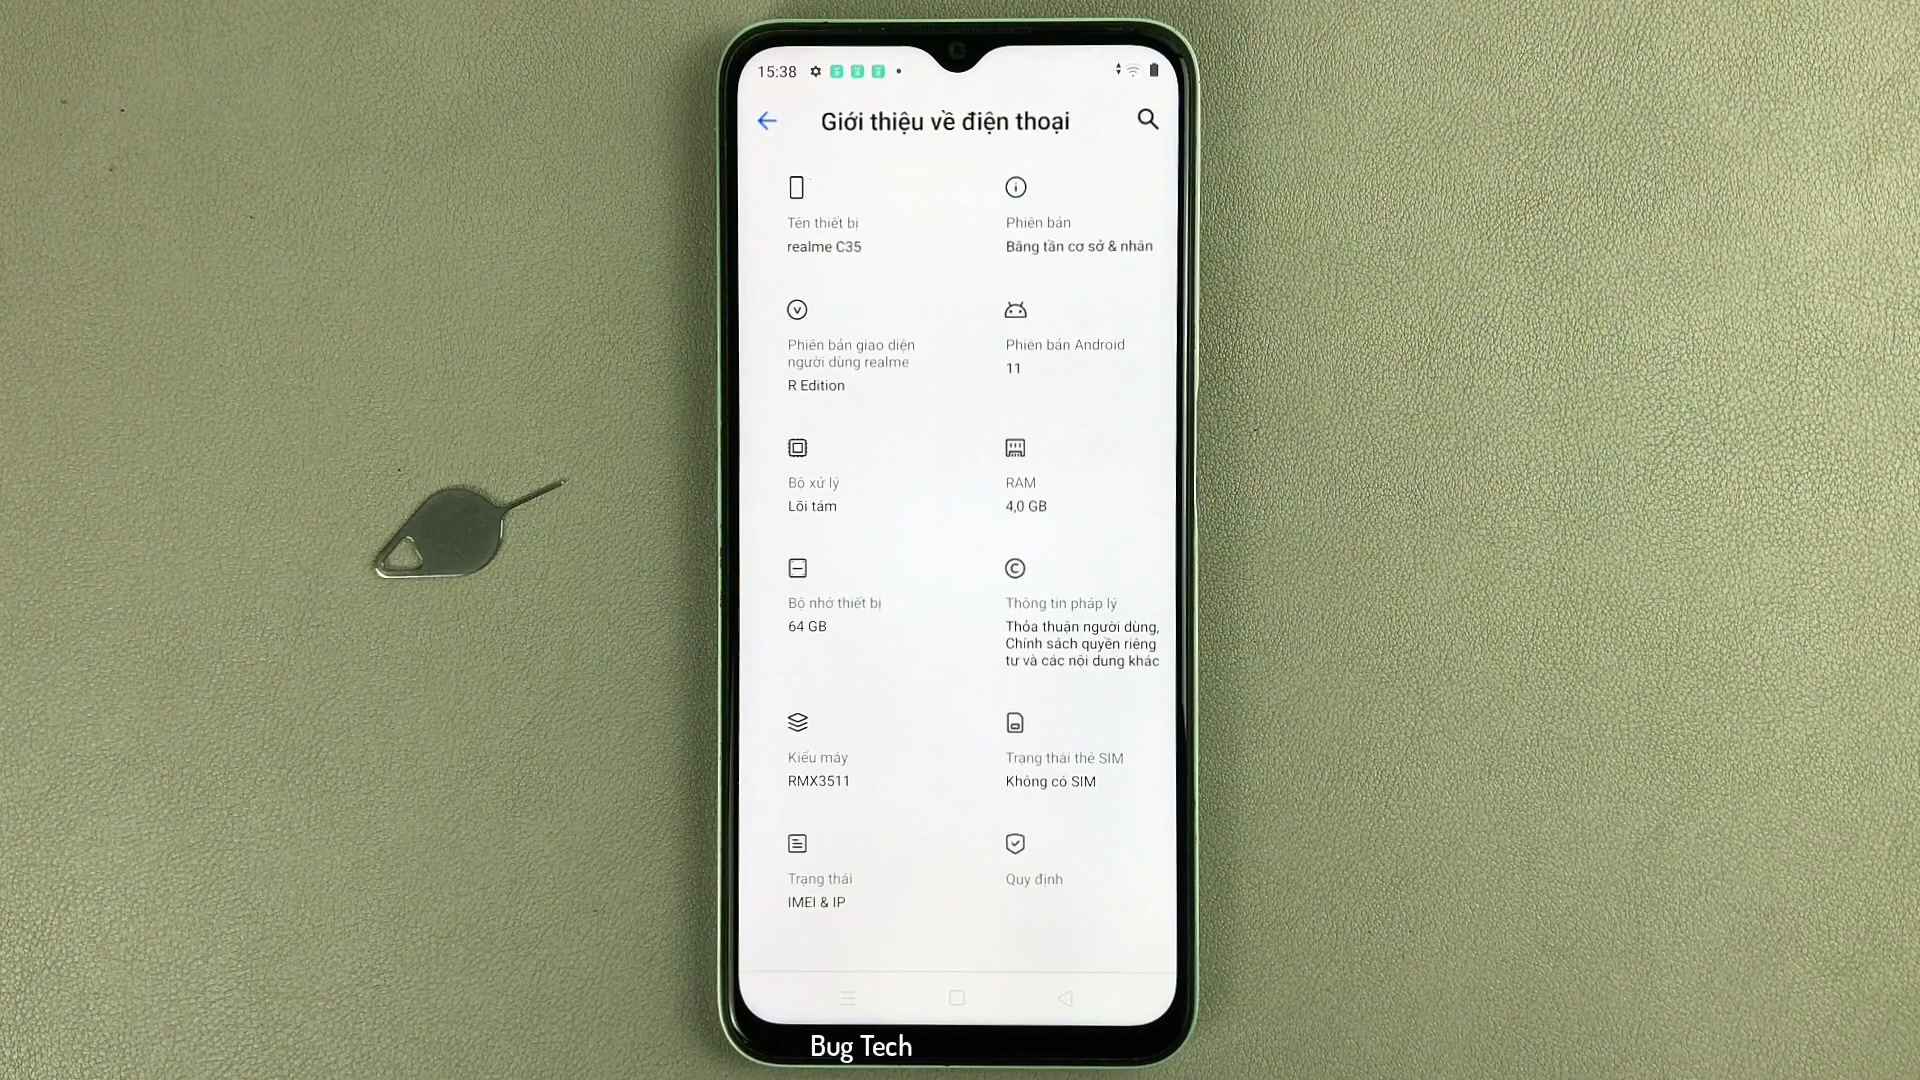 15:38
Giới thiệu về điện thoại
Tên thiết bị
realme C35
Phiên bản
Băng tần cơ sở & nhân
Phiên bản giao diện
người dùng realme
R Edition
Phiên bản Android
11
Bộ xử lý
Lõi tám
RAM
4,0 GB
Bộ nhớ thiết bị
64 GB
Thông tin pháp lý
Thỏa thuận người dùng,
Chính sách quyền riêng
tư và các nội dung khác
Kiểu máy
RMX3511
Trạng thái thẻ SIM
Không có SIM
Trạng thái
IMEI & IP
Quy định
Bug Tech